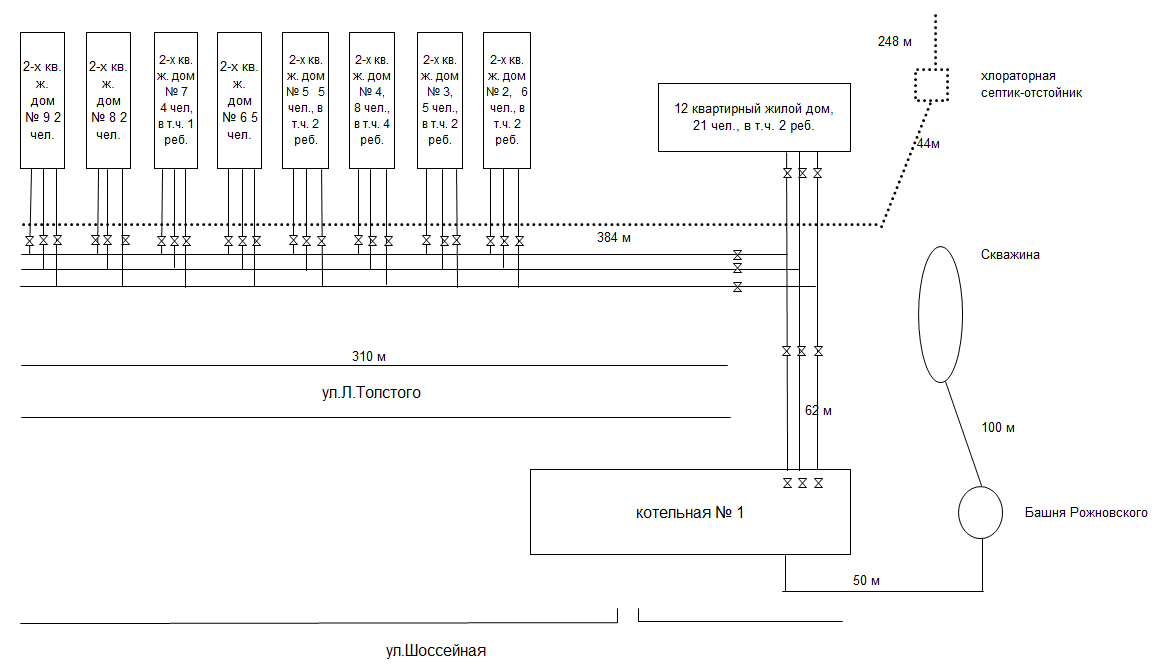 2-х кв.
ж.
дом
№ 9 2
чел.
2-х кв.
ж.
дом
№ 8 2
чел.
2-х кв.
ж. дом
№ 7
4 чел,
в т.ч. 1
реб.
2-х кв.
ж. дом
№ 6 5
чел.
2-х кв.
ж. дом
№ 5 5
чел., в
т.ч. 2
реб.
2-х кв.
ж. дом
№ 4,
8 чел.,
в т.ч. 4
реб.
2-х кв.
ж. дом
№ 3,
5 чел.,
в т.ч. 2
реб.
2-х кв.
ж. дом
№ 2, 6
чел., в
т.ч. 2
реб.
12 квартирный жилой дом,
21 чел., в т.ч. 2 реб.
248 м
хлораторная
септик-отстойник
44м
384 м
Скважина
310 м
ул.Л.Толстого
62 м
100 м
котельная № 1
Башня Рожновского
50 м
ул.Шоссейная